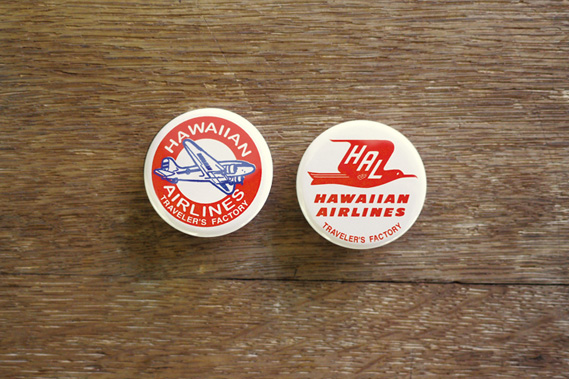 HAWAIIAN
AIRLINES
TRAVELER'S FACTORY
HAL
HAWAIIAN
AIRLINES
TRAVELER'S FACTORY